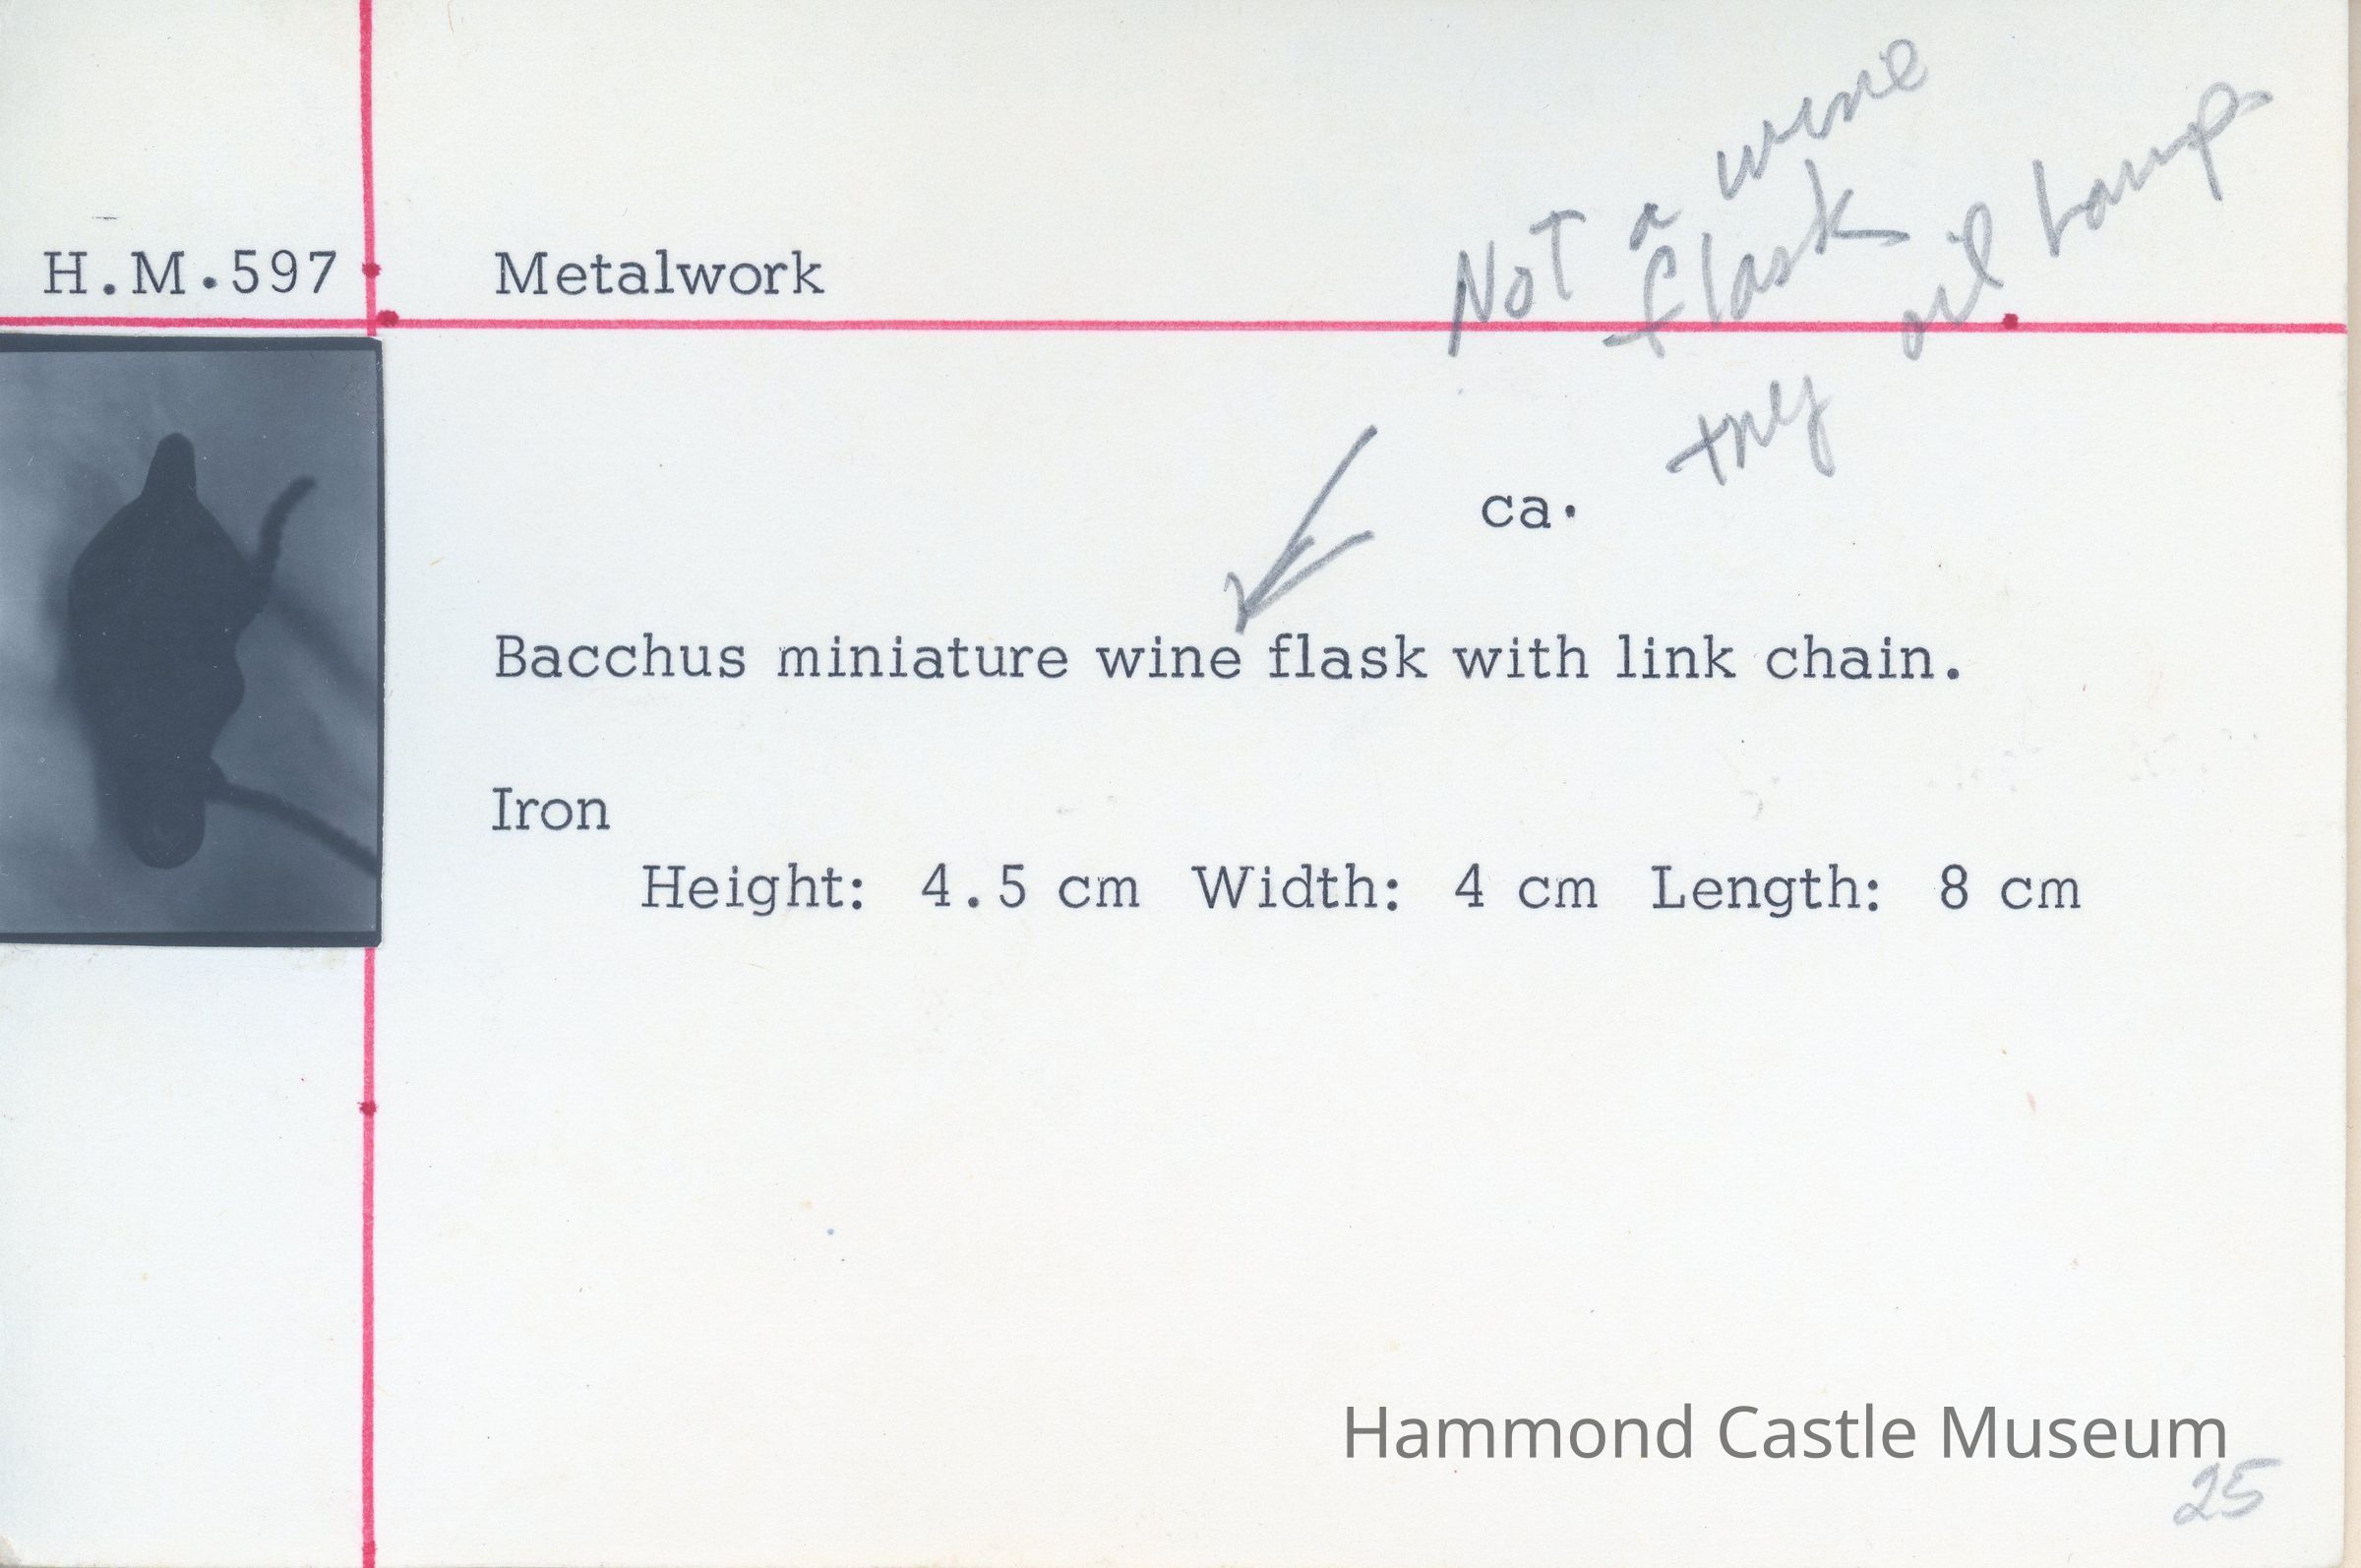 Not a wine
flask
try oil lamp
H.M.597
Metalwork
ca.
Bacchus miniature wine flask with link chain.
Iron
Height: 4.5 cm Width: 4 cm Length: 8 cm
Hammond Castle Museum
25